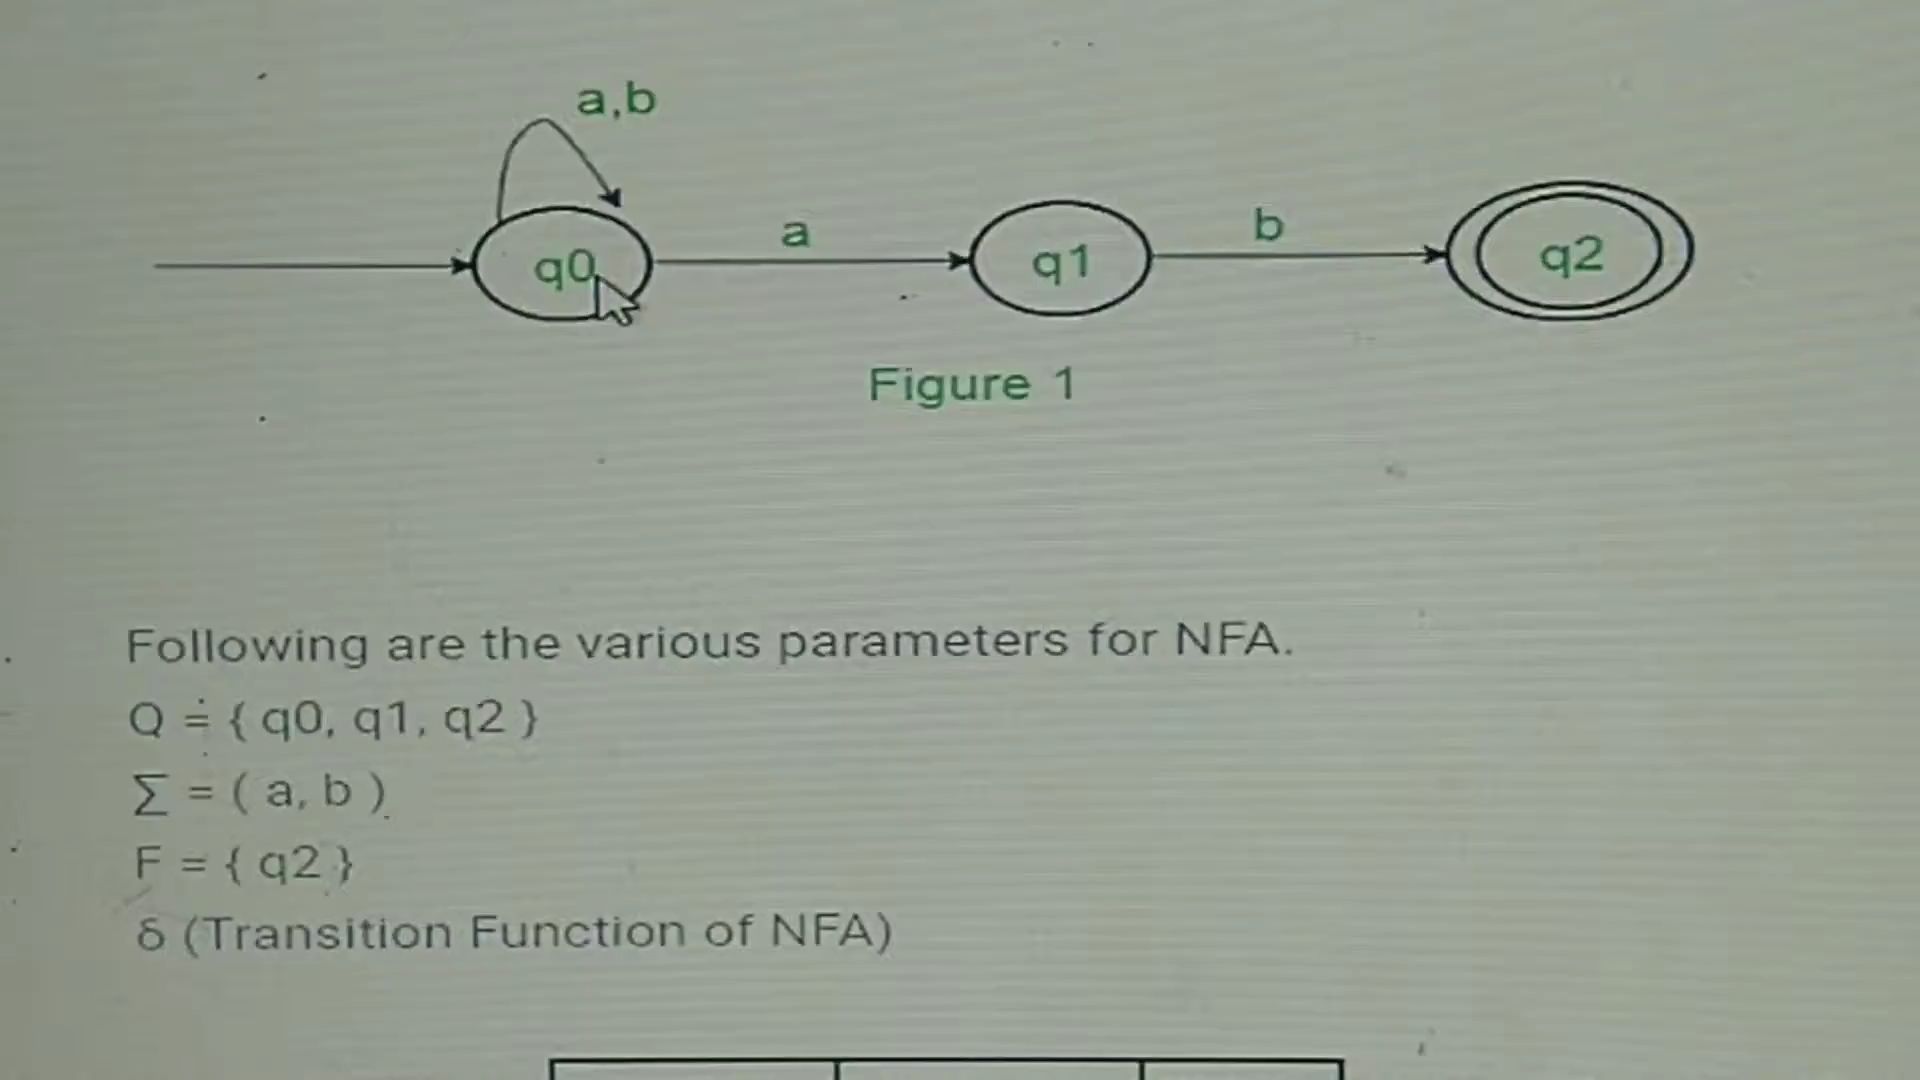 a,b
q0 a q1 b q2
Figure 1
Following are the various parameters for NFA.
Q = { q0, q1, q2 }
Σ = ( a, b )
F = { q2 }
δ (Transition Function of NFA)